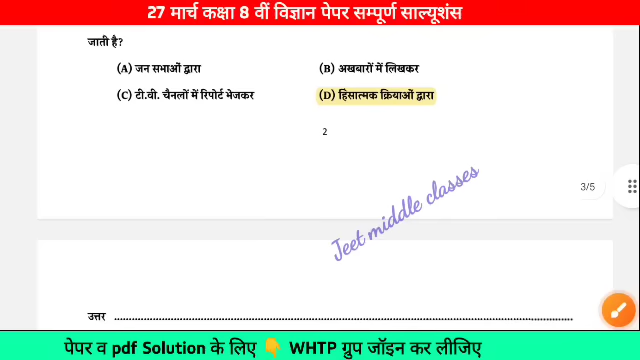 27 मार्च कक्षा 8 वीं विज्ञान पेपर सम्पूर्ण साल्यूशंस
जाती है?
(A) जन सभाओं द्वारा (B) अखबारों में लिखकर
(C) टी.वी. चैनलों में रिपोर्ट भेजकर (D) हिंसात्मक क्रियाओं द्वारा
2
Jeet middle classes
3/5
उत्तर ........................................................................................................................
पेपर व pdf Solution के लिए 👇 WHTP ग्रुप जॉइन कर लीजिए